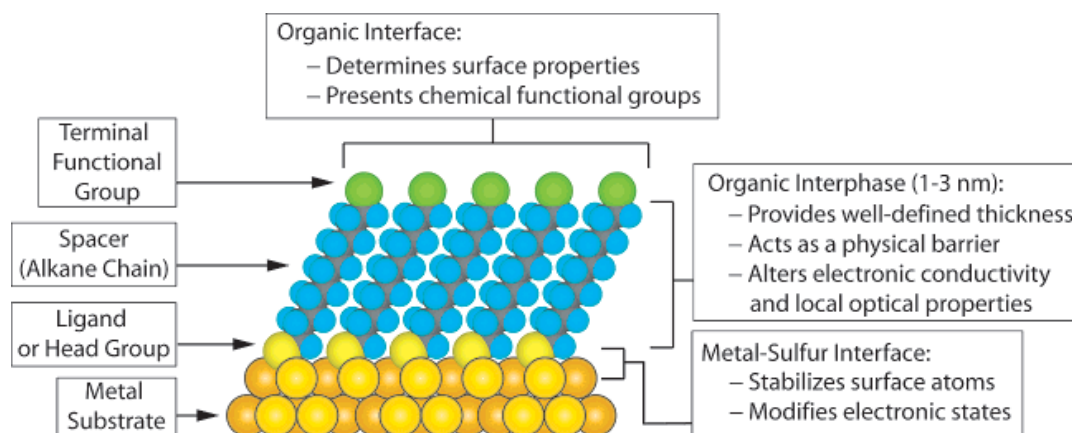 Organic Interface:
– Determines surface properties
– Presents chemical functional groups
Terminal
Functional
Group
Spacer
(Alkane Chain)
Ligand
or Head Group
Metal
Substrate
Organic Interphase (1-3 nm):
– Provides well-defined thickness
– Acts as a physical barrier
– Alters electronic conductivity
and local optical properties
Metal-Sulfur Interface:
– Stabilizes surface atoms
– Modifies electronic states